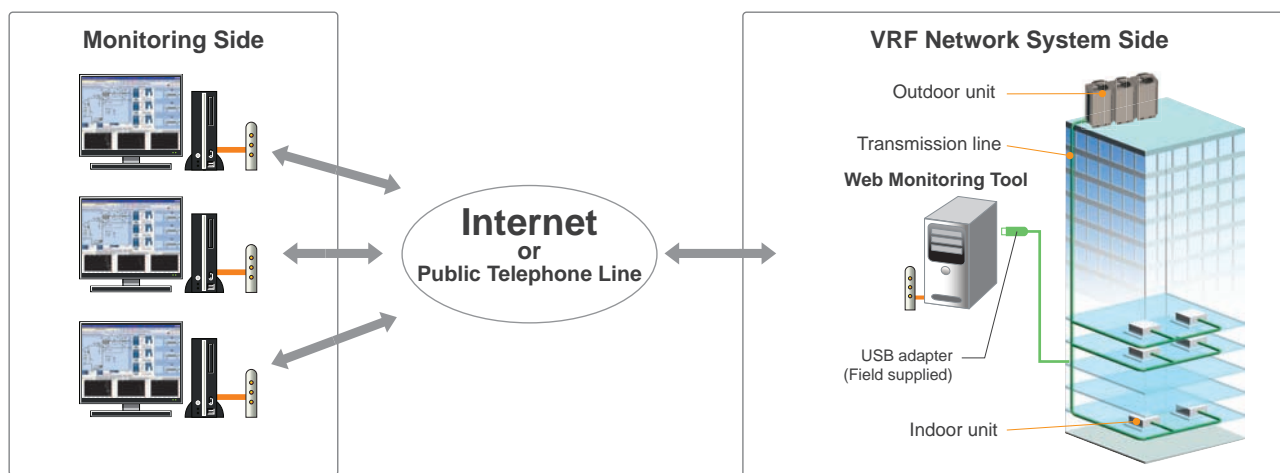 Monitoring Side
Internet
or
Public Telephone Line
VRF Network System Side
Outdoor unit
Transmission line
Web Monitoring Tool
USB adapter
(Field supplied)
Indoor unit